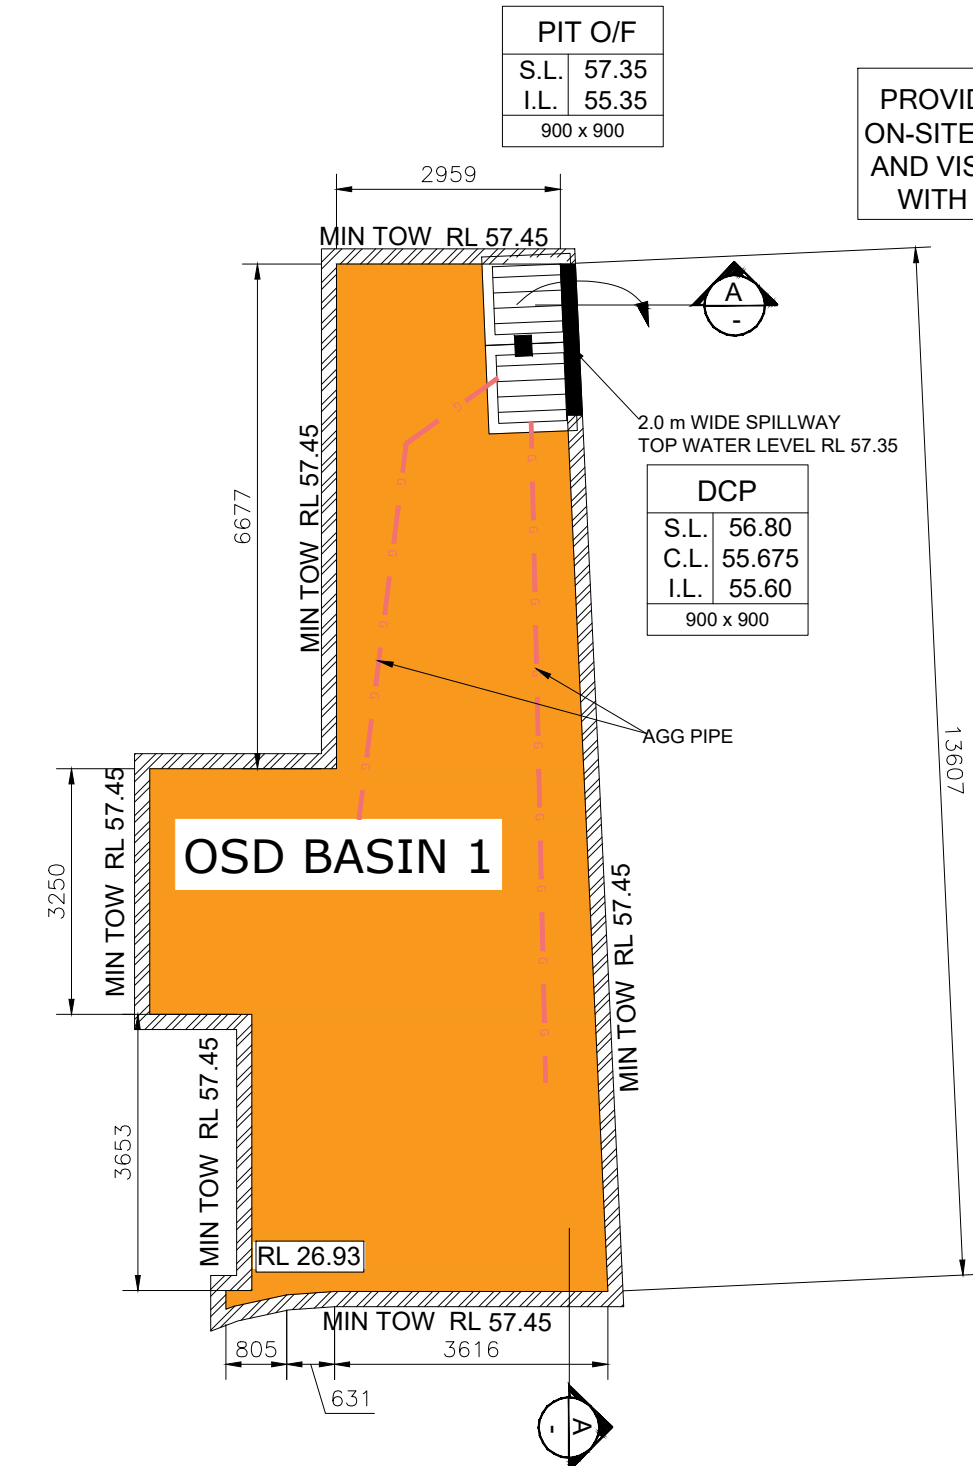 PIT O/F
S.L. 57.35
I.L. 55.35
900 x 900
PROVID
ON-SITE
AND VIS
WITH
2959
MIN TOW RL 57.45
A
-
2.0 m WIDE SPILLWAY
TOP WATER LEVEL RL 57.35
MIN TOW RL 57.45
6677
DCP
S.L. 56.80
C.L. 55.675
I.L. 55.60
900 x 900
G G G G G G
G G G G G G
AGG PIPE
13607
OSD BASIN 1
MIN TOW RL 57.45
3250
MIN TOW RL 57.45
MIN TOW RL 57.45
3653
RL 26.93
MIN TOW RL 57.45
805
3616
631
A
-